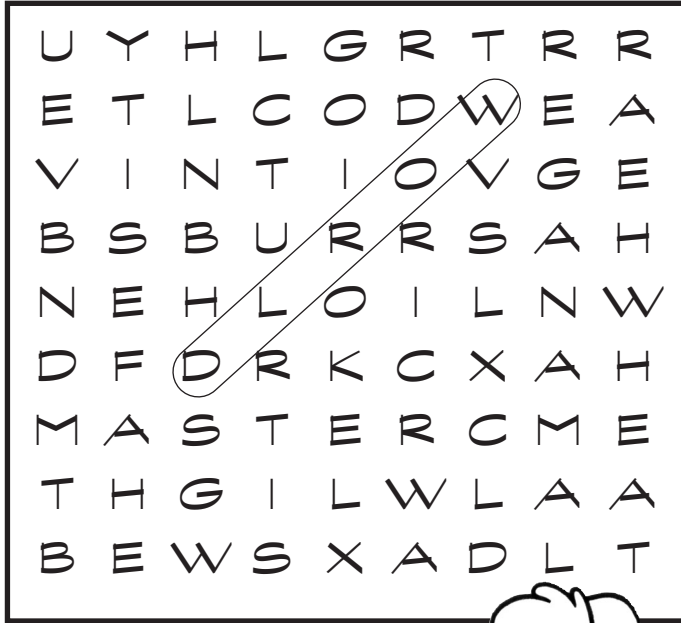 U Y H L G R T R R
E T L C O D W E A
V I N T I O V G E
B S B U R R S A H
N E H L O I L N W
D F D R K C X A H
M A S T E R C M E
T H G I L W L A A
B E W S X A D L T